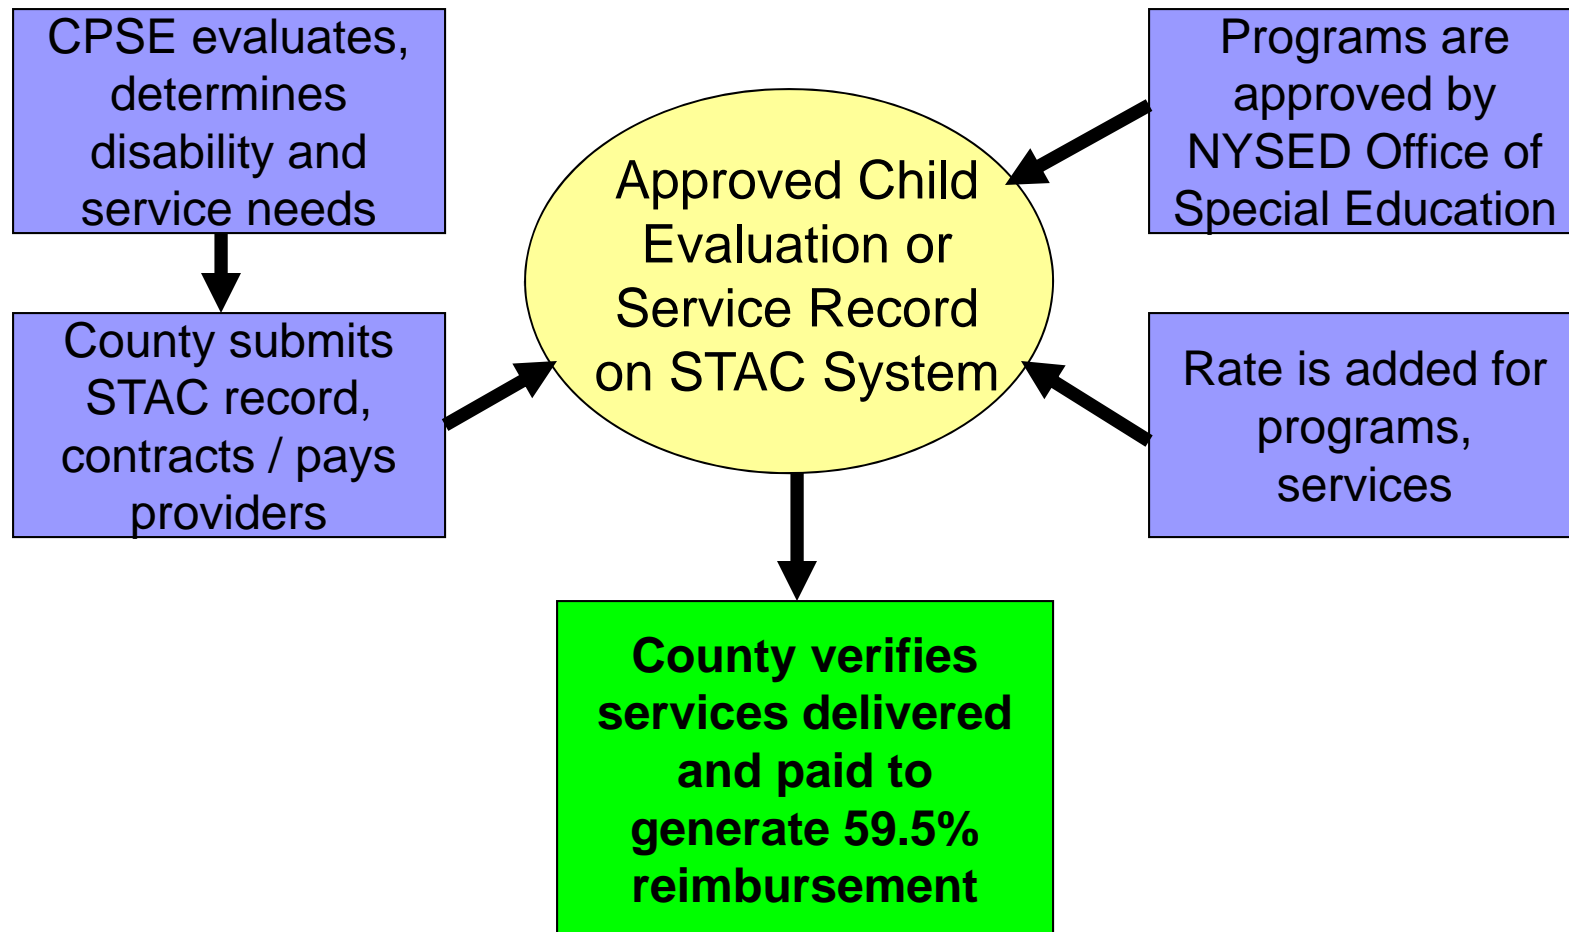 CPSE evaluates,
determines
disability and
service needs
County submits
STAC record,
contracts / pays
providers
Approved Child
Evaluation or
Service Record
on STAC System
Programs are
approved by
NYSED Office of
Special Education
Rate is added for
programs,
services
County verifies
services delivered
and paid to
generate 59.5%
reimbursement